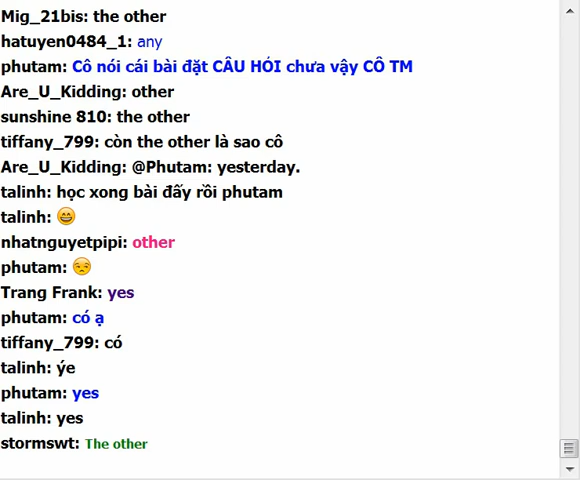 Mig_21bis: the other
hatuyen0484_1: any
phutam: Cô nói cái bài đặt CÂU HÓI chưa vậy CÔ TM
Are_U_Kidding: other
sunshine 810: the other
tiffany_799: còn the other là sao cô
Are_U_Kidding: @Phutam: yesterday.
talinh: học xong bài đấy rồi phutam
talinh: 😄
nhatnguyetpipi: other
phutam: 😒
Trang Frank: yes
phutam: có ạ
tiffany_799: có
talinh: ýe
phutam: yes
talinh: yes
stormswt: The other